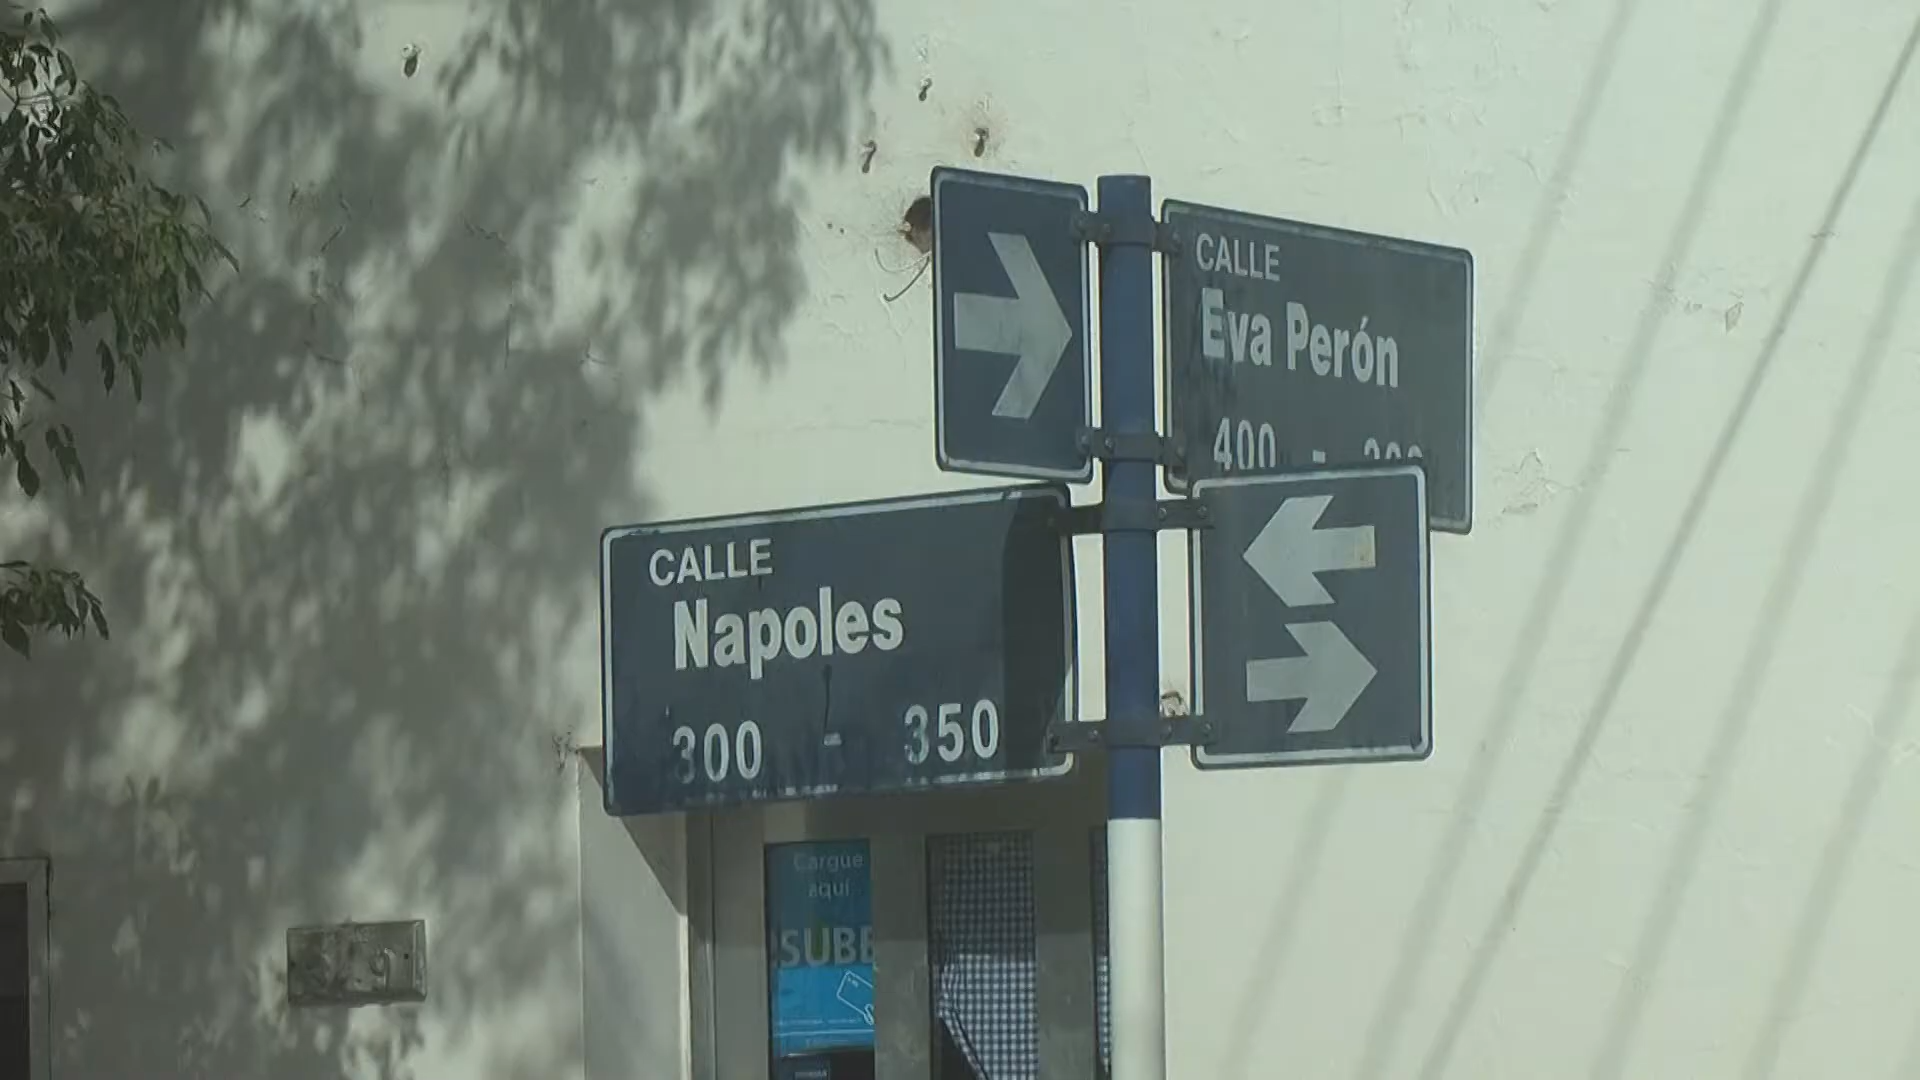 CALLE
Eva Perón
400 -
CALLE
Napoles
300 - 350
Cargue
aquí
SUBE